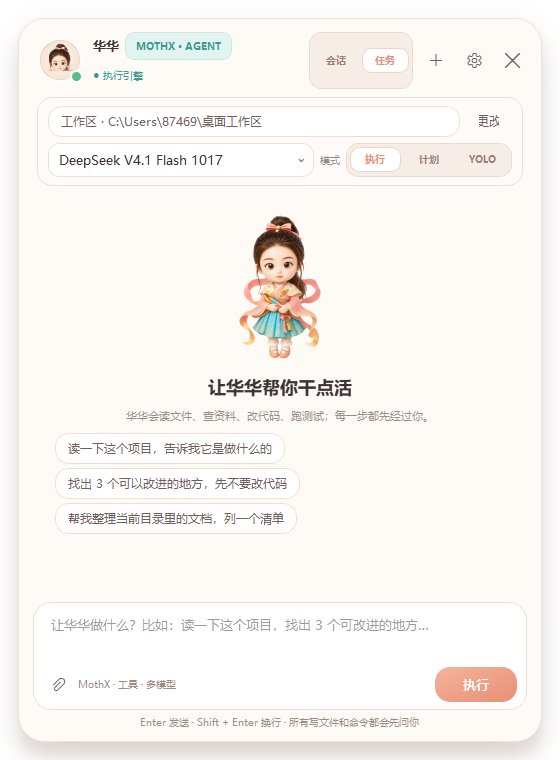 华华 MOTHX • AGENT
• 执行引擎
会话 任务
工作区 · C:\Users\87469\桌面工作区 更改
DeepSeek V4.1 Flash 1017 模式 执行 计划 YOLO
让华华帮你干点活
华华会读文件、查资料、改代码、跑测试；每一步都先经过你。
读一下这个项目，告诉我它是做什么的
找出 3 个可以改进的地方，先不要改代码
帮我整理当前目录里的文档，列一个清单
让华华做什么？比如：读一下这个项目，找出 3 个可改进的地方...
MothX · 工具 · 多模型 执行
Enter 发送 · Shift + Enter 换行 · 所有写文件和命令都会先问你